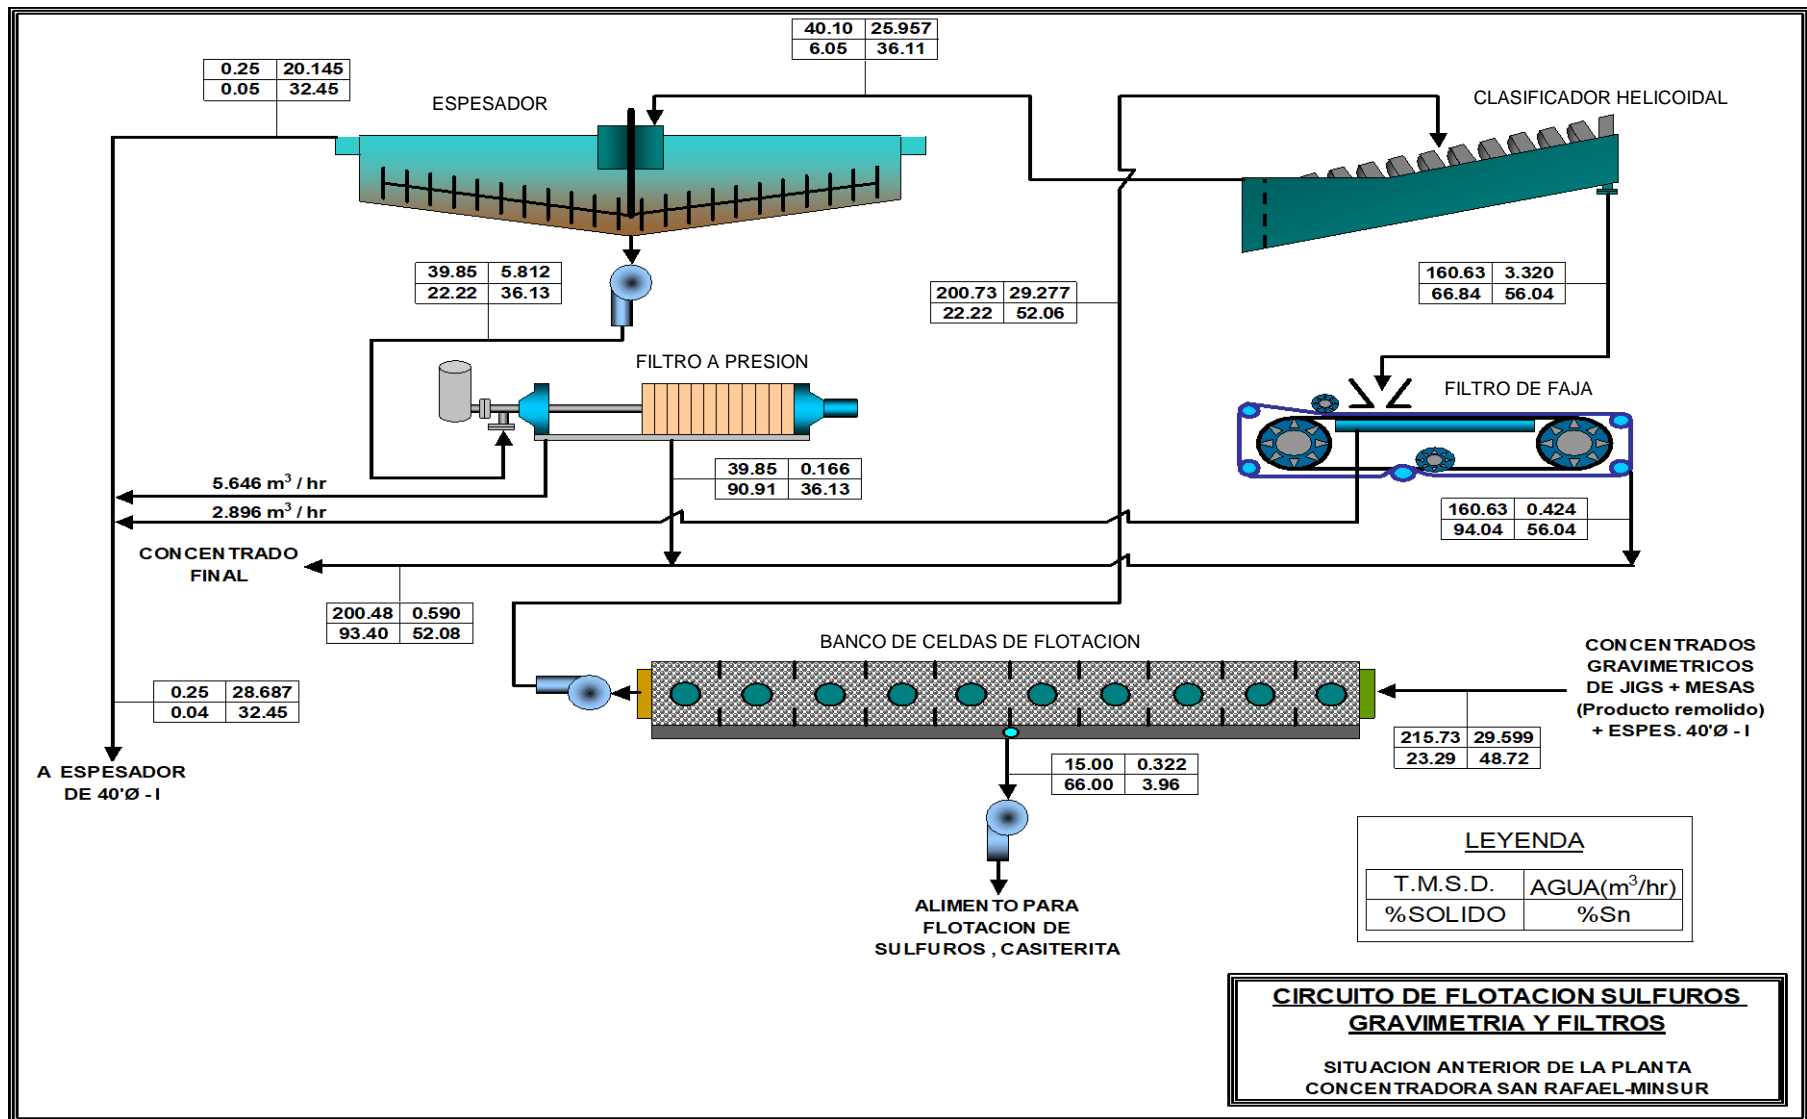 40.10 25.957
6.05 36.11
0.25 20.145
0.05 32.45
ESPESADOR
CLASIFICADOR HELICOIDAL
39.85 5.812
22.22 36.13
200.73 29.277
22.22 52.06
160.63 3.320
66.84 56.04
FILTRO A PRESION
FILTRO DE FAJA
39.85 0.166
90.91 36.13
5.646 m³ / hr
2.896 m³ / hr
160.63 0.424
94.04 56.04
CONCENTRADO
FINAL
200.48 0.590
93.40 52.08
BANCO DE CELDAS DE FLOTACION
CONCENTRADOS
GRAVIMETRICOS
DE JIGS + MESAS
(Producto remolido)
+ ESPES. 40'Ø - I
0.25 28.687
0.04 32.45
215.73 29.599
23.29 48.72
A ESPESADOR
DE 40'Ø - I
15.00 0.322
66.00 3.96
ALIMENTO PARA
FLOTACION DE
SULFUROS , CASITERITA
LEYENDA
T.M.S.D. AGUA(m³/hr)
%SOLIDO %Sn
CIRCUITO DE FLOTACION SULFUROS
GRAVIMETRIA Y FILTROS
SITUACION ANTERIOR DE LA PLANTA
CONCENTRADORA SAN RAFAEL-MINSUR